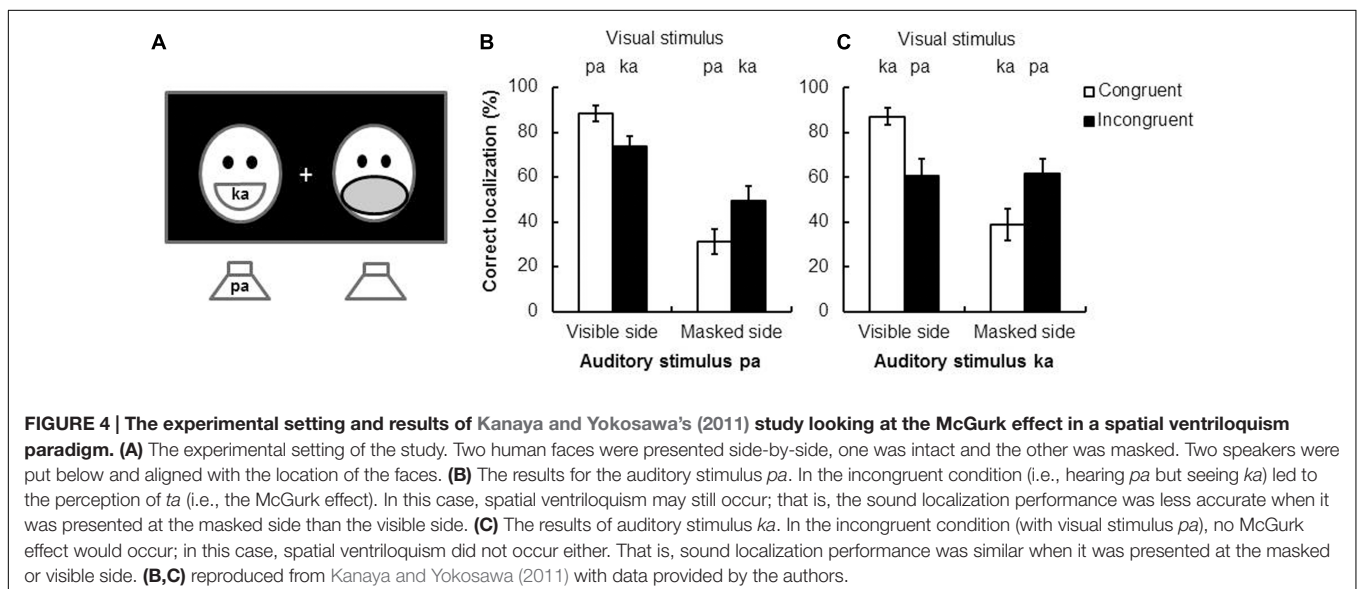 A
ka
+
pa
B
Visual stimulus
pa ka pa ka
Correct localization (%)
100
80
60
40
20
0
Visible side Masked side
Auditory stimulus pa
C
Visual stimulus
ka pa ka pa
100
80
60
40
20
0
Visible side Masked side
Auditory stimulus ka
Congruent
Incongruent
FIGURE 4 | The experimental setting and results of Kanaya and Yokosawa’s (2011) study looking at the McGurk effect in a spatial ventriloquism
paradigm. (A) The experimental setting of the study. Two human faces were presented side-by-side, one was intact and the other was masked. Two speakers were
put below and aligned with the location of the faces. (B) The results for the auditory stimulus pa. In the incongruent condition (i.e., hearing pa but seeing ka) led to
the perception of ta (i.e., the McGurk effect). In this case, spatial ventriloquism may still occur; that is, the sound localization performance was less accurate when it
was presented at the masked side than the visible side. (C) The results of auditory stimulus ka. In the incongruent condition (with visual stimulus pa), no McGurk
effect would occur; in this case, spatial ventriloquism did not occur either. That is, sound localization performance was similar when it was presented at the masked
or visible side. (B,C) reproduced from Kanaya and Yokosawa (2011) with data provided by the authors.